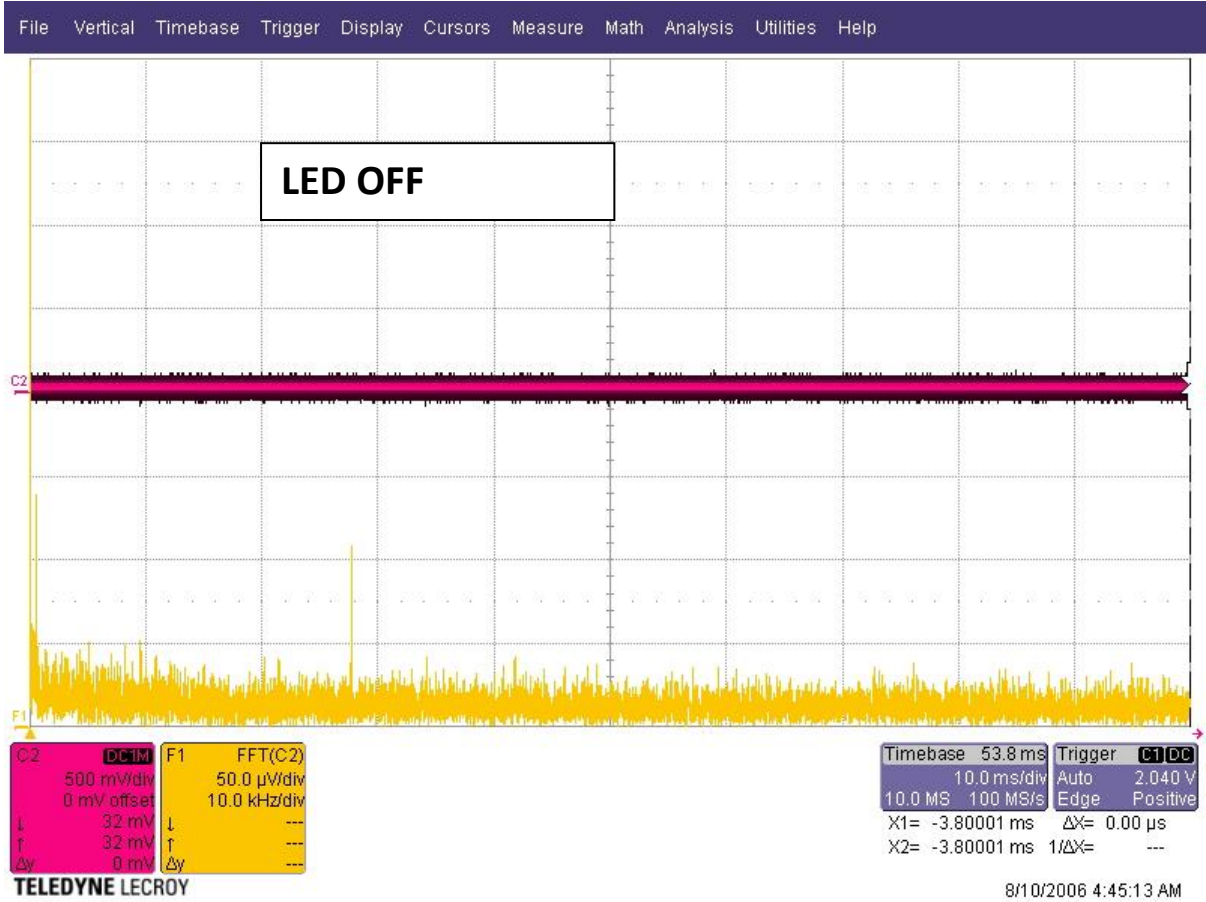 File Vertical Timebase Trigger Display Cursors Measure Math Analysis Utilities Help
LED OFF
C2
F1
C2 DC1M
500 mV/div
0 mV offset
↓ 32 mV
↑ 32 mV
Δy 0 mV
F1 FFT(C2)
50.0 µV/div
10.0 kHz/div
↓ ---
↑ ---
Δy ---
Timebase 53.8 ms
10.0 ms/div
10.0 MS 100 MS/s
Trigger C1 DC
Auto 2.040 V
Edge Positive
X1= -3.80001 ms ΔX= 0.00 µs
X2= -3.80001 ms 1/ΔX= ---
TELEDYNE LECROY
8/10/2006 4:45:13 AM